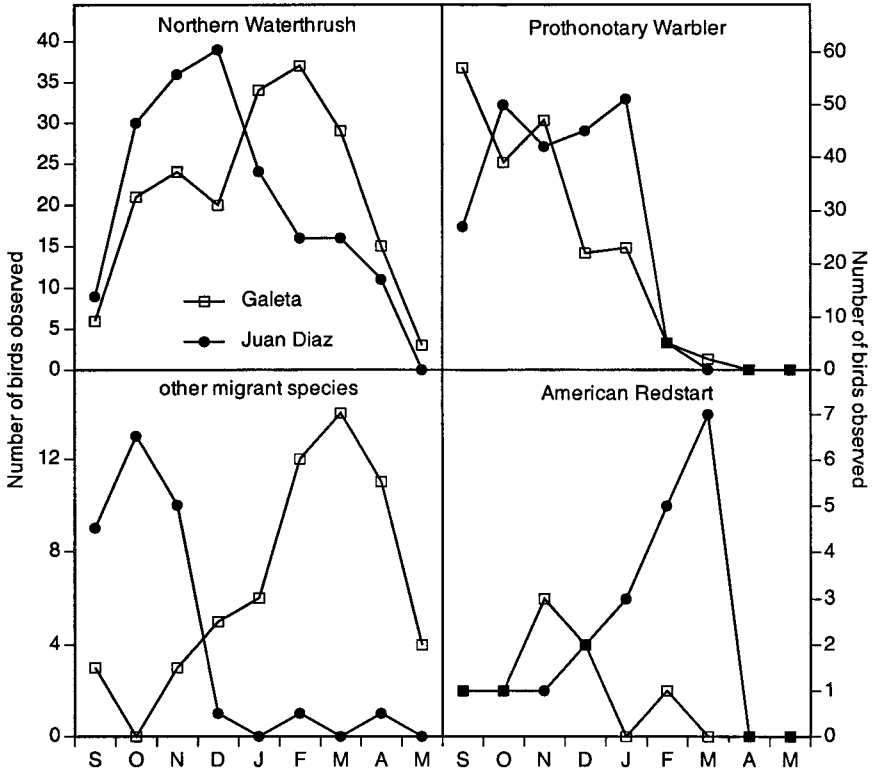 Northern Waterthrush
Prothonotary Warbler
40
35
30
25
20
15
10
5
0
60
50
40
30
20
10
0
Galeta
Juan Diaz
Number of birds observed
Number of birds observed
other migrant species
American Redstart
12
8
4
0
7
6
5
4
3
2
1
0
S O N D J F M A M
S O N D J F M A M